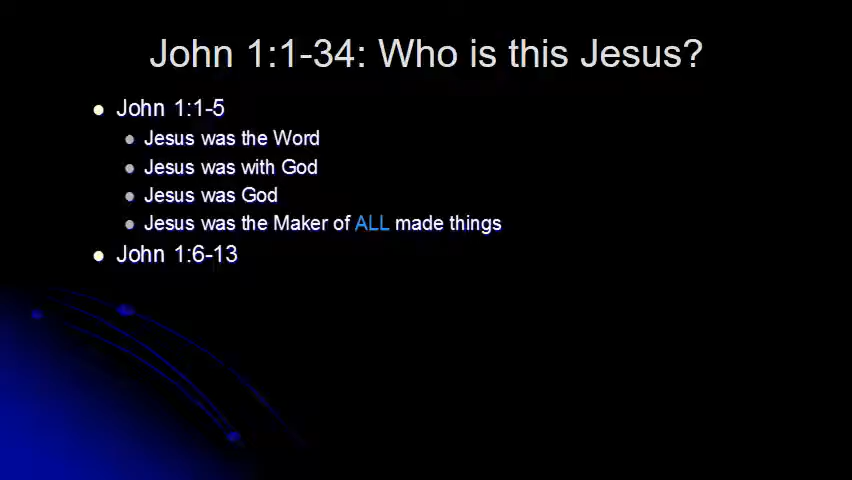 John 1:1-34: Who is this Jesus?
John 1:1-5
Jesus was the Word
Jesus was with God
Jesus was God
Jesus was the Maker of ALL made things
John 1:6-13